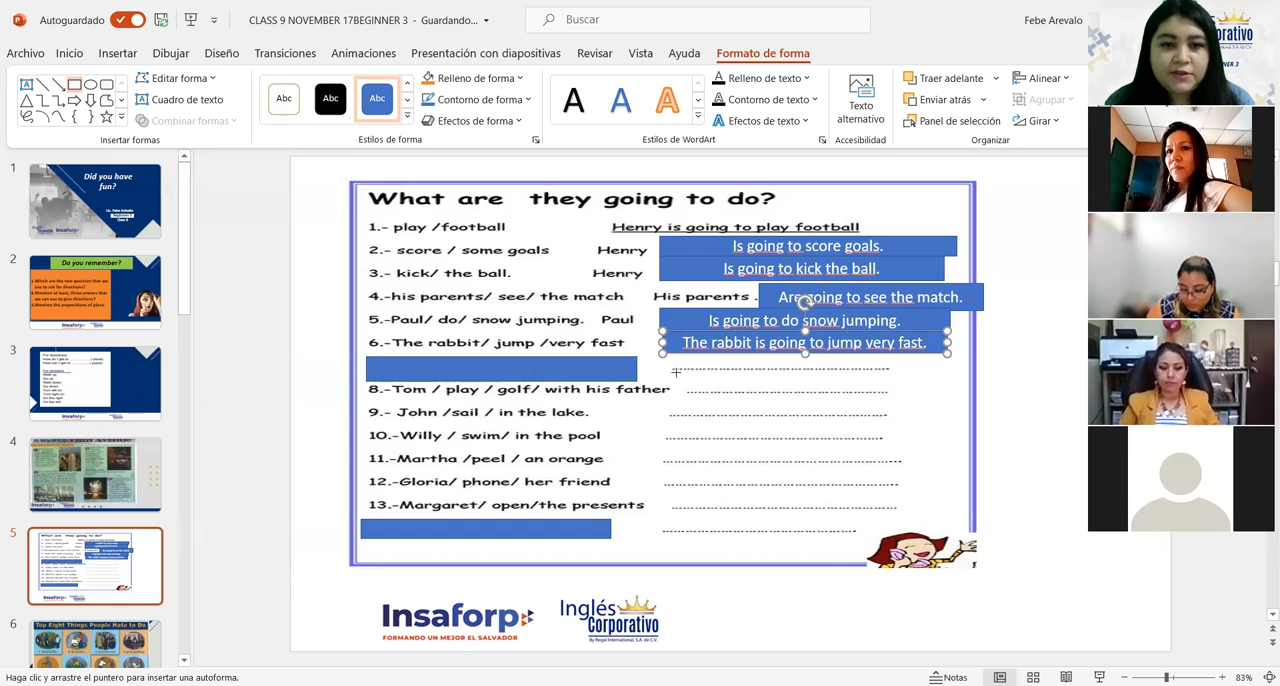 Autoguardado
CLASS 9 NOVEMBER 17BEGINNER 3 - Guardando...
Buscar
Febe Arevalo
Archivo Inicio Insertar Dibujar Diseño Transiciones Animaciones Presentación con diapositivas Revisar Vista Ayuda Formato de forma
Editar forma
Cuadro de texto
Combinar formas
Insertar formas
Abc Abc Abc
Relleno de forma
Contorno de forma
Efectos de forma
Estilos de forma
A A A
Relleno de texto
Contorno de texto
Efectos de texto
Estilos de WordArt
Texto alternativo
Accesibilidad
Traer adelante
Enviar atrás
Panel de selección
Alinear
Agrupar
Girar
Organizar
1
Did you have
fun?
2
Do you remember?
3
4
5
6
Top Eight Things People Hate to Do
What are they going to do?
1.- play /football Henry is going to play football
2.- score / some goals Henry Is going to score goals.
3.- kick/ the ball. Henry Is going to kick the ball.
4.-his parents/ see/ the match His parents . Are going to see the match.
5.-Paul/ do/ snow jumping. Paul Is going to do snow jumping.
6.-The rabbit/ jump /very fast The rabbit is going to jump very fast.
8.-Tom / play/ golf/ with his father
9.- John /sail / in the lake.
10.-Willy / swim/ in the pool
11.-Martha /peel / an orange
12.-Gloria/ phone/ her friend
13.-Margaret/ open/the presents
Insaforp
FORMANDO UN MEJOR EL SALVADOR
Inglés
Corporativo
By Regal International, S.A. de C.V.
Haga clic y arrastre el puntero para insertar una autoforma.
Notas
83%